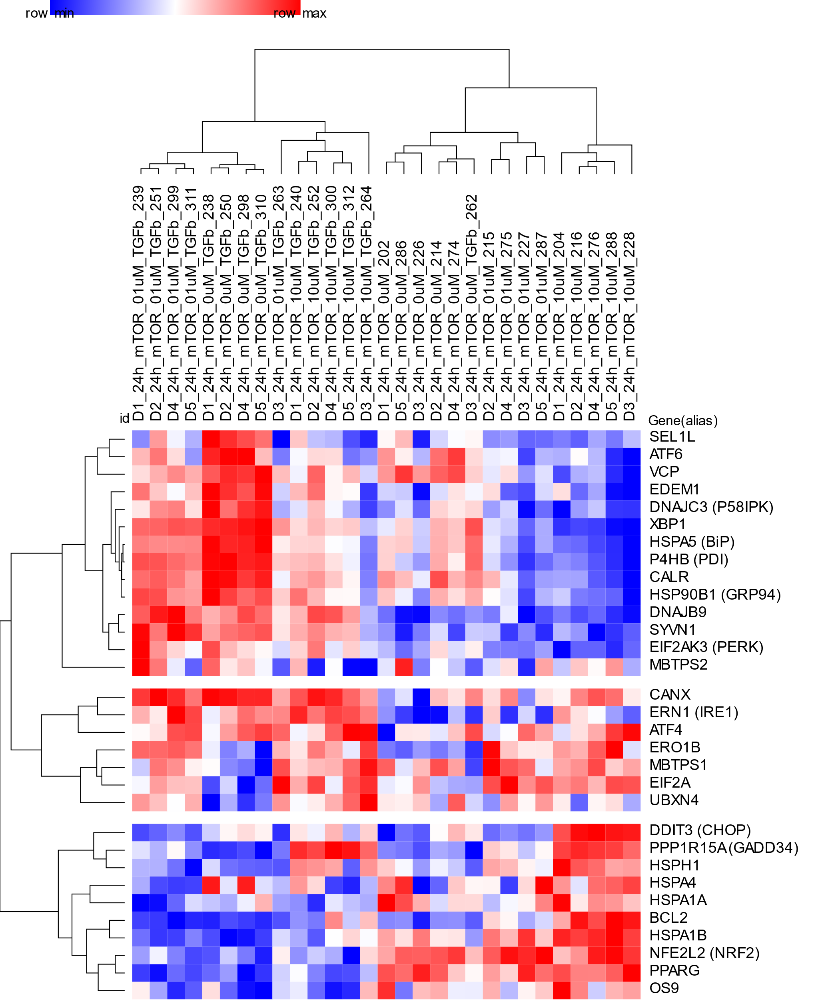 row min row max
D1_24h_mTOR_01uM_TGFb_239
D2_24h_mTOR_01uM_TGFb_251
D4_24h_mTOR_01uM_TGFb_299
D5_24h_mTOR_01uM_TGFb_311
D1_24h_mTOR_0uM_TGFb_238
D2_24h_mTOR_0uM_TGFb_250
D4_24h_mTOR_0uM_TGFb_298
D5_24h_mTOR_0uM_TGFb_310
D3_24h_mTOR_01uM_TGFb_263
D1_24h_mTOR_10uM_TGFb_240
D2_24h_mTOR_10uM_TGFb_252
D4_24h_mTOR_10uM_TGFb_300
D5_24h_mTOR_10uM_TGFb_312
D3_24h_mTOR_10uM_TGFb_264
D1_24h_mTOR_0uM_202
D5_24h_mTOR_0uM_286
D3_24h_mTOR_0uM_226
D2_24h_mTOR_0uM_214
D4_24h_mTOR_0uM_274
D3_24h_mTOR_0uM_TGFb_262
D2_24h_mTOR_01uM_215
D4_24h_mTOR_01uM_275
D3_24h_mTOR_01uM_227
D5_24h_mTOR_01uM_287
D1_24h_mTOR_10uM_204
D2_24h_mTOR_10uM_216
D4_24h_mTOR_10uM_276
D5_24h_mTOR_10uM_288
D3_24h_mTOR_10uM_228
id Gene(alias)
SEL1L
ATF6
VCP
EDEM1
DNAJC3 (P58IPK)
XBP1
HSPA5 (BiP)
P4HB (PDI)
CALR
HSP90B1 (GRP94)
DNAJB9
SYVN1
EIF2AK3 (PERK)
MBTPS2
CANX
ERN1 (IRE1)
ATF4
ERO1B
MBTPS1
EIF2A
UBXN4
DDIT3 (CHOP)
PPP1R15A(GADD34)
HSPH1
HSPA4
HSPA1A
BCL2
HSPA1B
NFE2L2 (NRF2)
PPARG
OS9